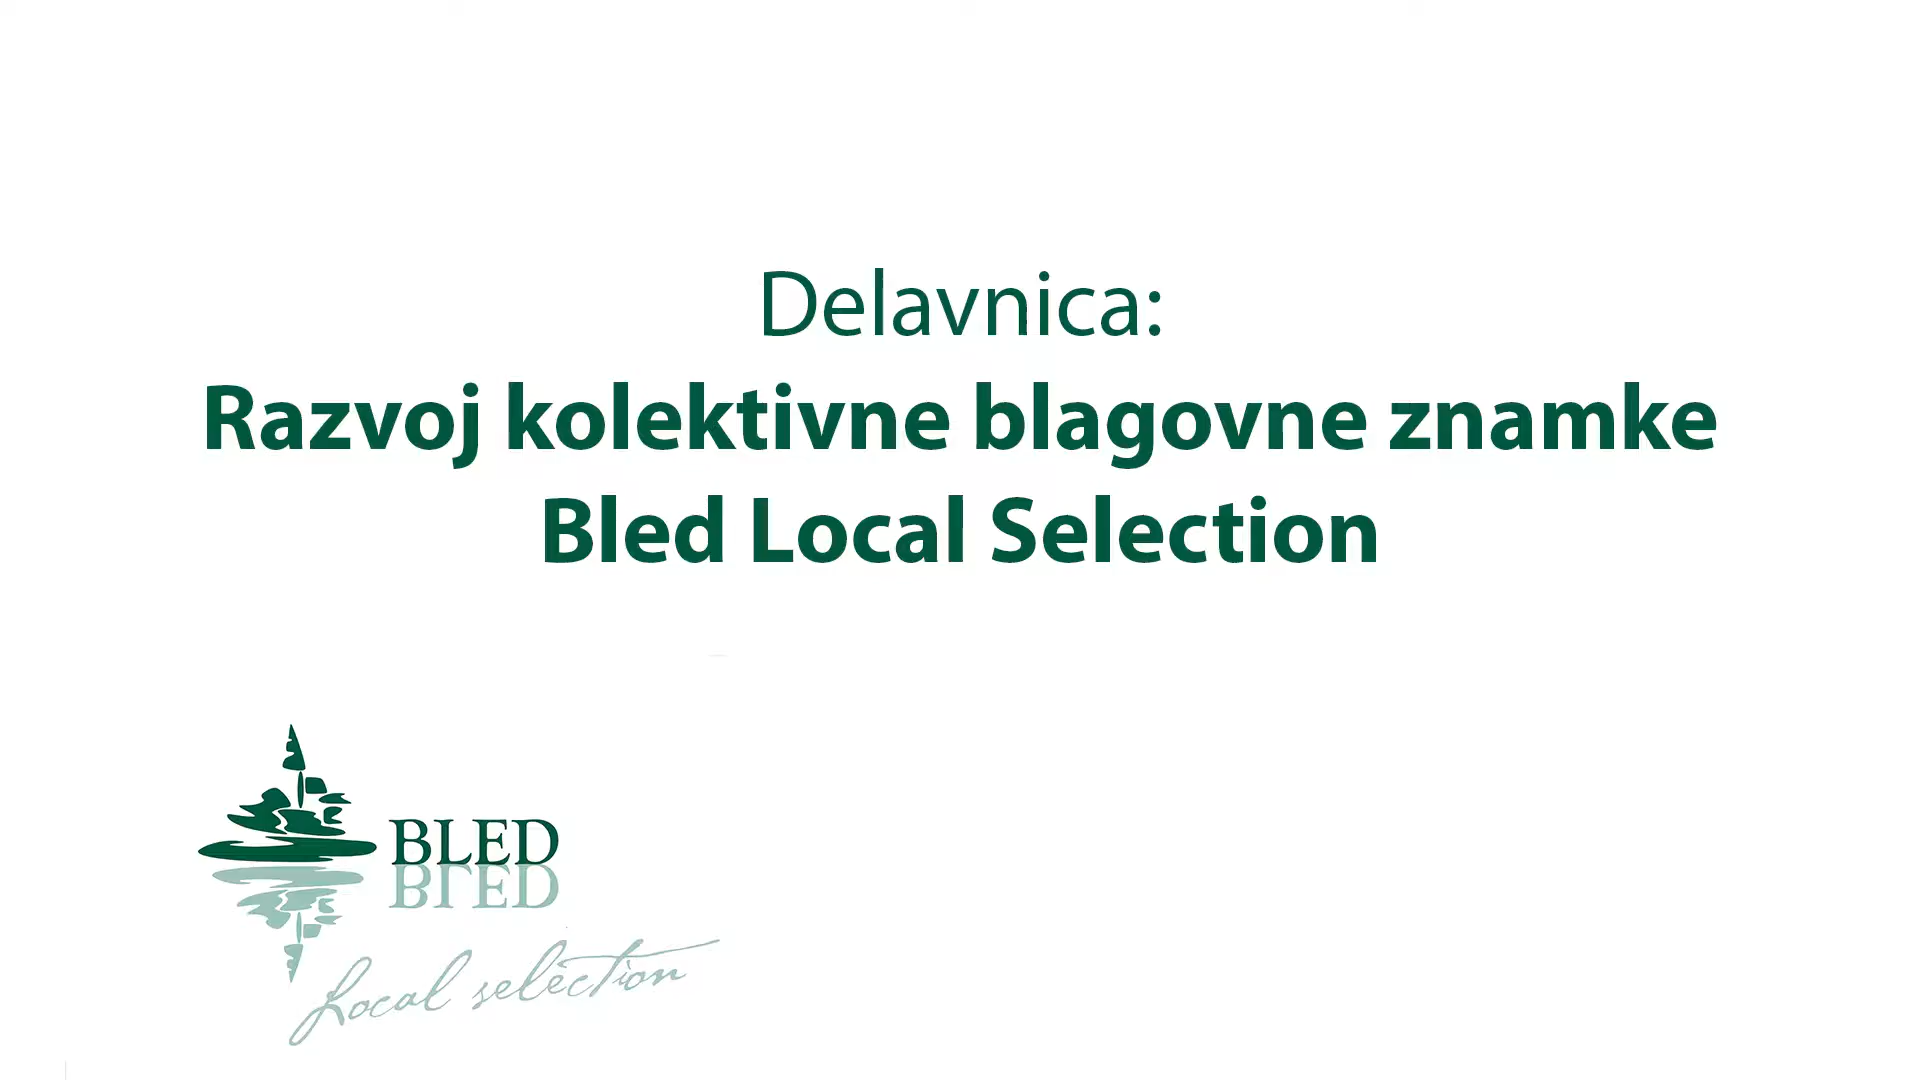 Delavnica:
Razvoj kolektivne blagovne znamke
Bled Local Selection
BLED
Local selection